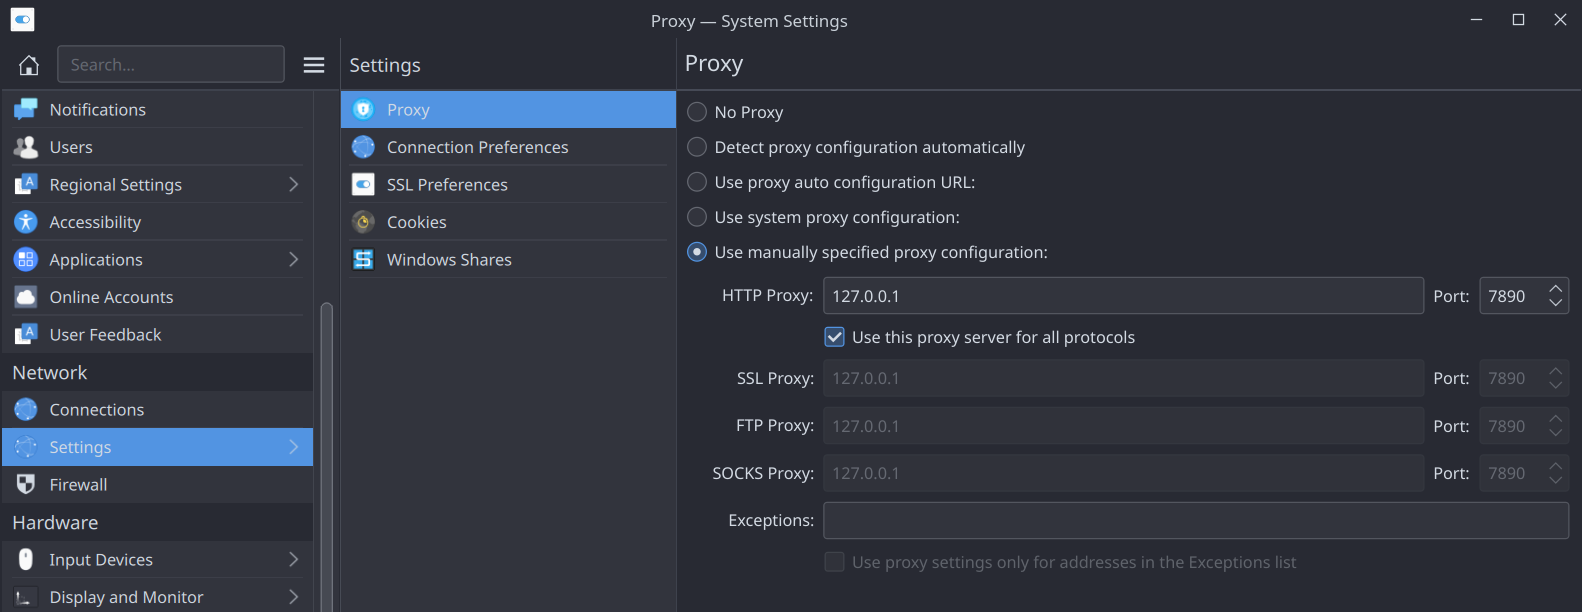 Proxy — System Settings
Search...
Notifications
Users
Regional Settings
Accessibility
Applications
Online Accounts
User Feedback
Network
Connections
Settings
Firewall
Hardware
Input Devices
Display and Monitor
Settings
Proxy
Connection Preferences
SSL Preferences
Cookies
Windows Shares
Proxy
No Proxy
Detect proxy configuration automatically
Use proxy auto configuration URL:
Use system proxy configuration:
Use manually specified proxy configuration:
HTTP Proxy: 127.0.0.1 Port: 7890
Use this proxy server for all protocols
SSL Proxy: 127.0.0.1 Port: 7890
FTP Proxy: 127.0.0.1 Port: 7890
SOCKS Proxy: 127.0.0.1 Port: 7890
Exceptions:
Use proxy settings only for addresses in the Exceptions list